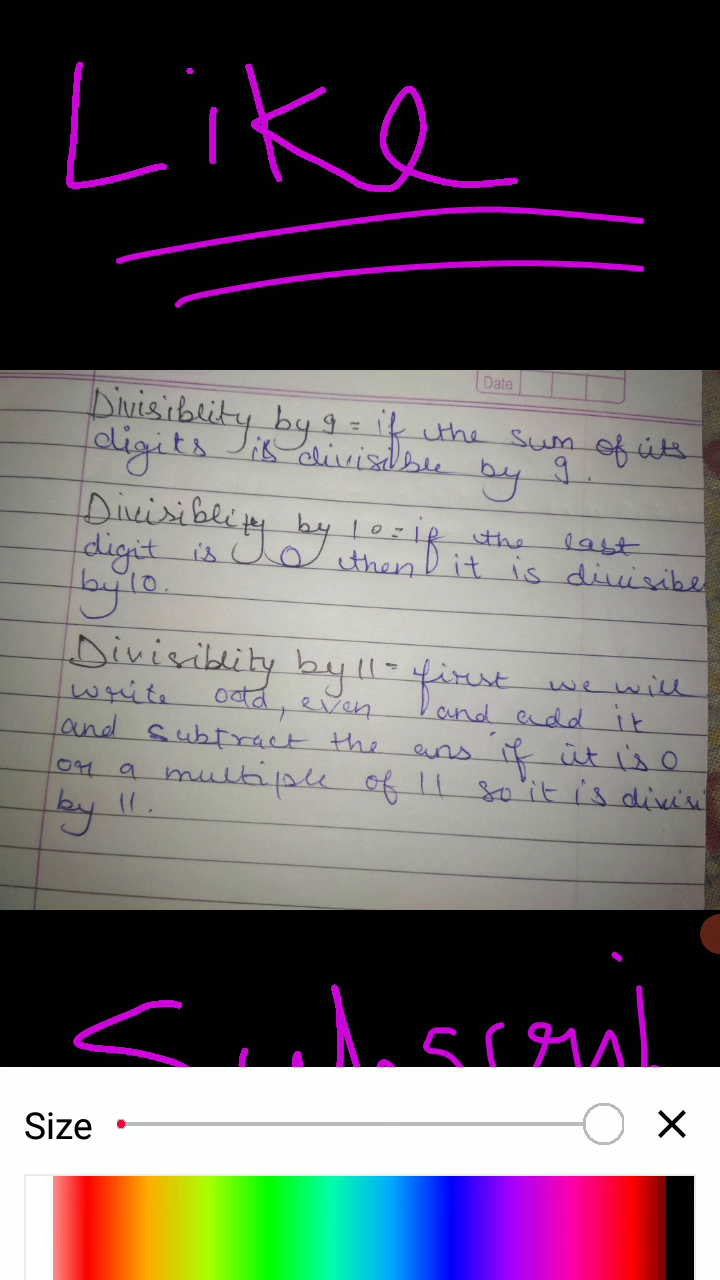 Like
Date
Divisiblity by 9 = if the sum of its
digits is divisible by 9.
Divisiblity by 10 = if the last
digit is 0 then it is divisibe
by 10.
Divisiblity by 11 - first we will
write odd, even and add it
and subtract the ans if it is 0
or a multiple of 11 so it is divisi
by 11.
Size